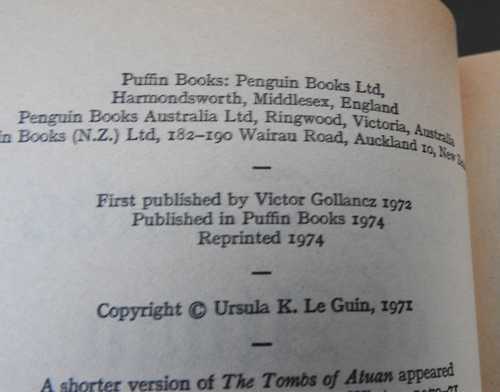 Puffin Books: Penguin Books Ltd,
Harmondsworth, Middlesex, England
Penguin Books Australia Ltd, Ringwood, Victoria, Australia
Books (N.Z.) Ltd, 182–190 Wairau Road, Auckland 10, New
—
First published by Victor Gollancz 1972
Published in Puffin Books 1974
Reprinted 1974
—
Copyright © Ursula K. Le Guin, 1971
—
A shorter version of The Tombs of Atuan appeared